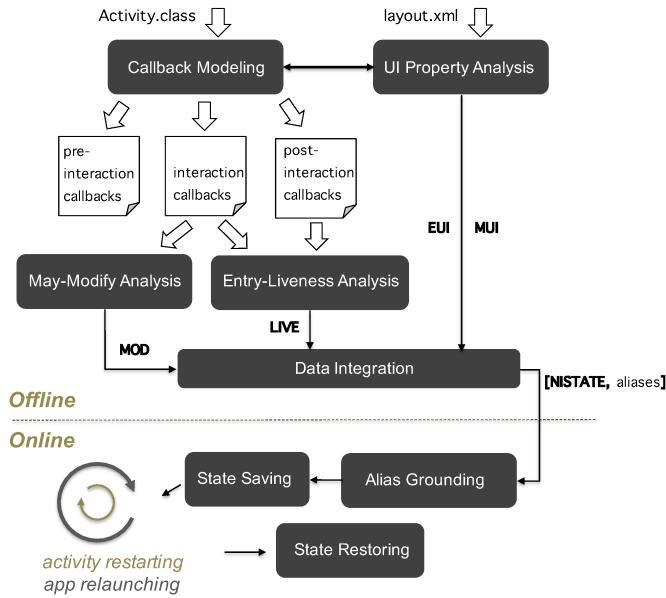 Activity.class
layout.xml
Callback Modeling
UI Property Analysis
pre-
interaction
callbacks
interaction
callbacks
post-
interaction
callbacks
EUI
MUI
May-Modify Analysis
Entry-Liveness Analysis
LIVE
MOD
Data Integration
[NISTATE, aliases]
Offline
Online
State Saving
Alias Grounding
State Restoring
activity restarting
app relaunching